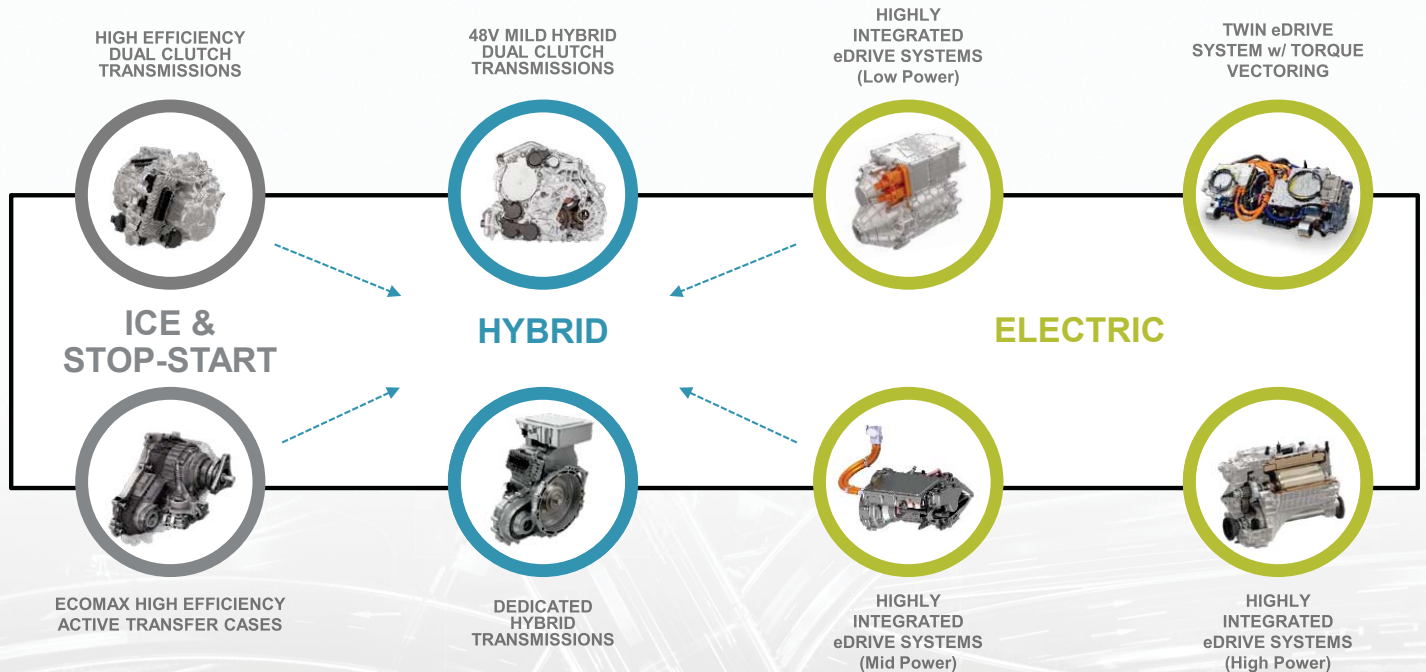 HIGH EFFICIENCY
DUAL CLUTCH
TRANSMISSIONS
48V MILD HYBRID
DUAL CLUTCH
TRANSMISSIONS
HIGHLY
INTEGRATED
eDRIVE SYSTEMS
(Low Power)
TWIN eDRIVE
SYSTEM w/ TORQUE
VECTORING
ICE &
STOP-START
HYBRID
ELECTRIC
ECOMAX HIGH EFFICIENCY
ACTIVE TRANSFER CASES
DEDICATED
HYBRID
TRANSMISSIONS
HIGHLY
INTEGRATED
eDRIVE SYSTEMS
(Mid Power)
HIGHLY
INTEGRATED
eDRIVE SYSTEMS
(High Power)